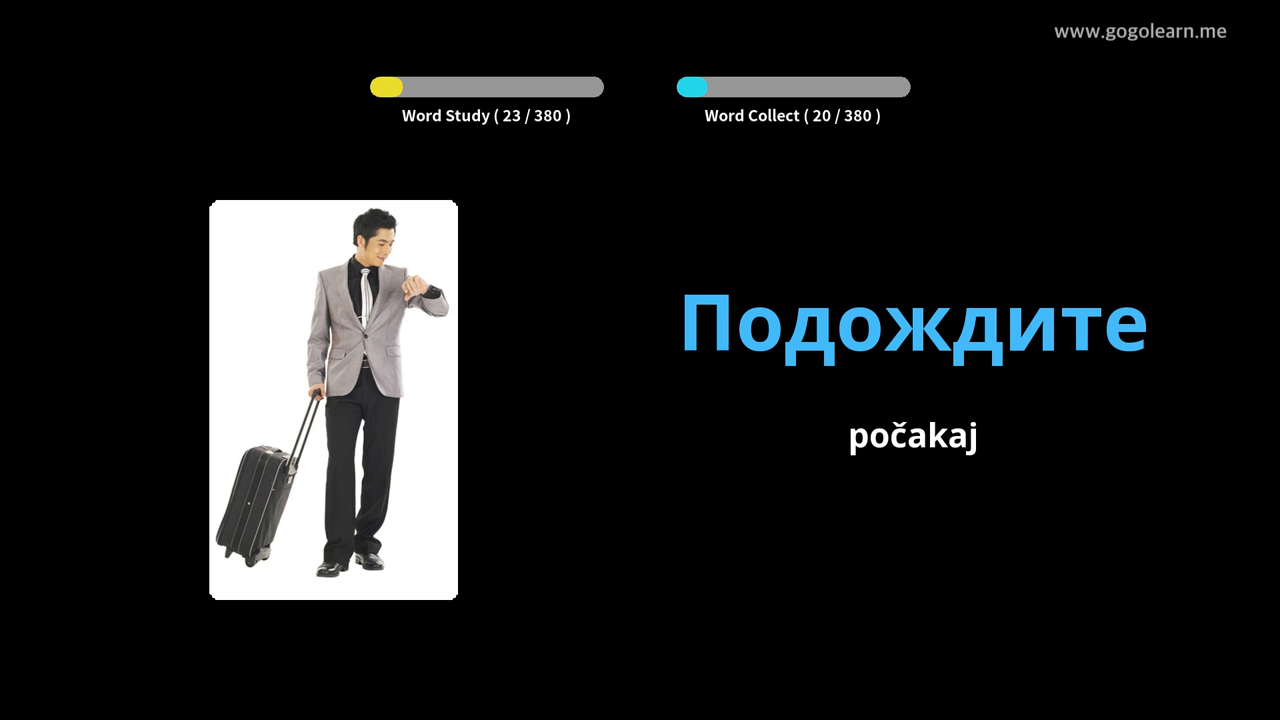 www.gogolearn.me
Word Study ( 23 / 380 )
Word Collect ( 20 / 380 )
Подождите
počakaj